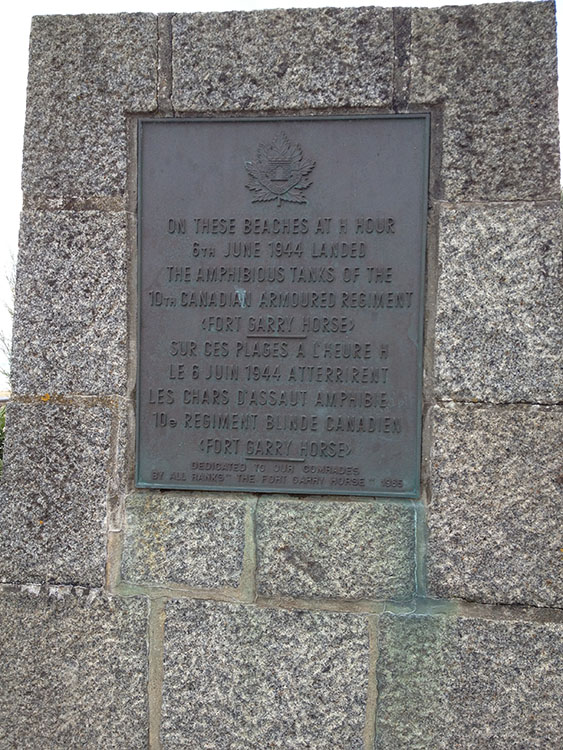 ON THESE BEACHES AT H HOUR
6TH JUNE 1944 LANDED
THE AMPHIBIOUS TANKS OF THE
10TH CANADIAN ARMOURED REGIMENT
<FORT GARRY HORSE>
SUR CES PLAGES A L'HEURE H
LE 6 JUIN 1944 ATTERRIRENT
LES CHARS D'ASSAUT AMPHIBIE
10e REGIMENT BLINDE CANADIEN
<FORT GARRY HORSE>
DEDICATED TO OUR COMRADES
BY ALL RANKS " THE FORT GARRY HORSE "